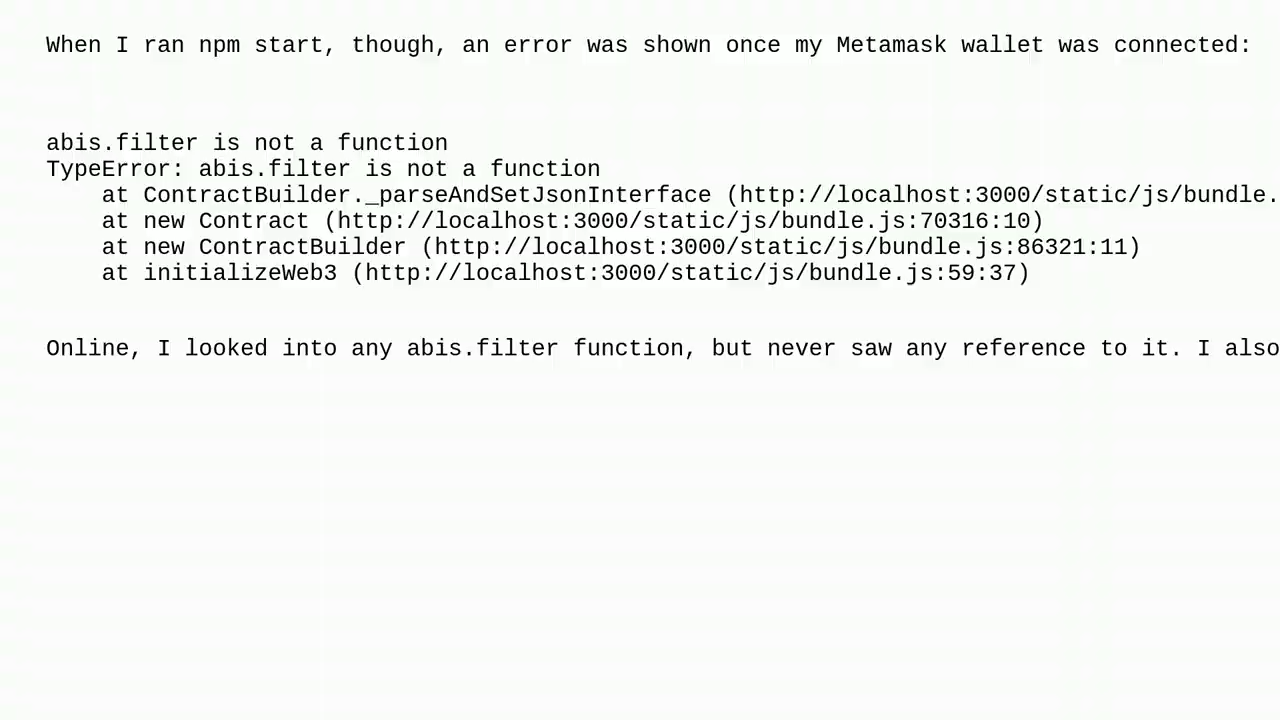 When I ran npm start, though, an error was shown once my Metamask wallet was connected:
abis.filter is not a function
TypeError: abis.filter is not a function
    at ContractBuilder._parseAndSetJsonInterface (http://localhost:3000/static/js/bundle.
    at new Contract (http://localhost:3000/static/js/bundle.js:70316:10)
    at new ContractBuilder (http://localhost:3000/static/js/bundle.js:86321:11)
    at initializeWeb3 (http://localhost:3000/static/js/bundle.js:59:37)
Online, I looked into any abis.filter function, but never saw any reference to it. I also